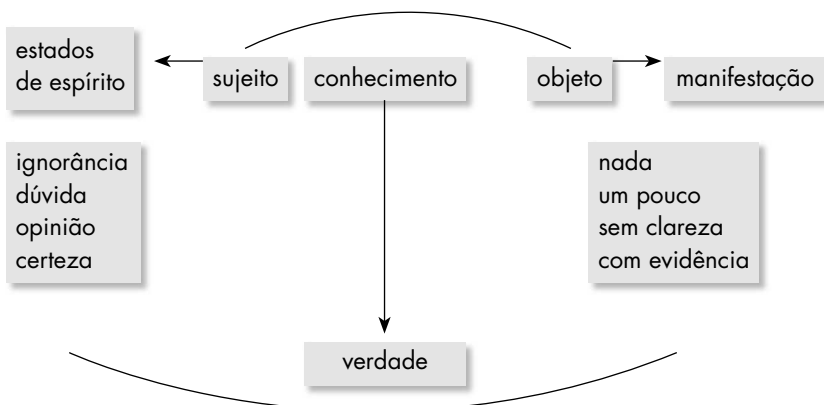 estados
de espírito
sujeito
conhecimento
objeto
manifestação
ignorância
dúvida
opinião
certeza
nada
um pouco
sem clareza
com evidência
verdade